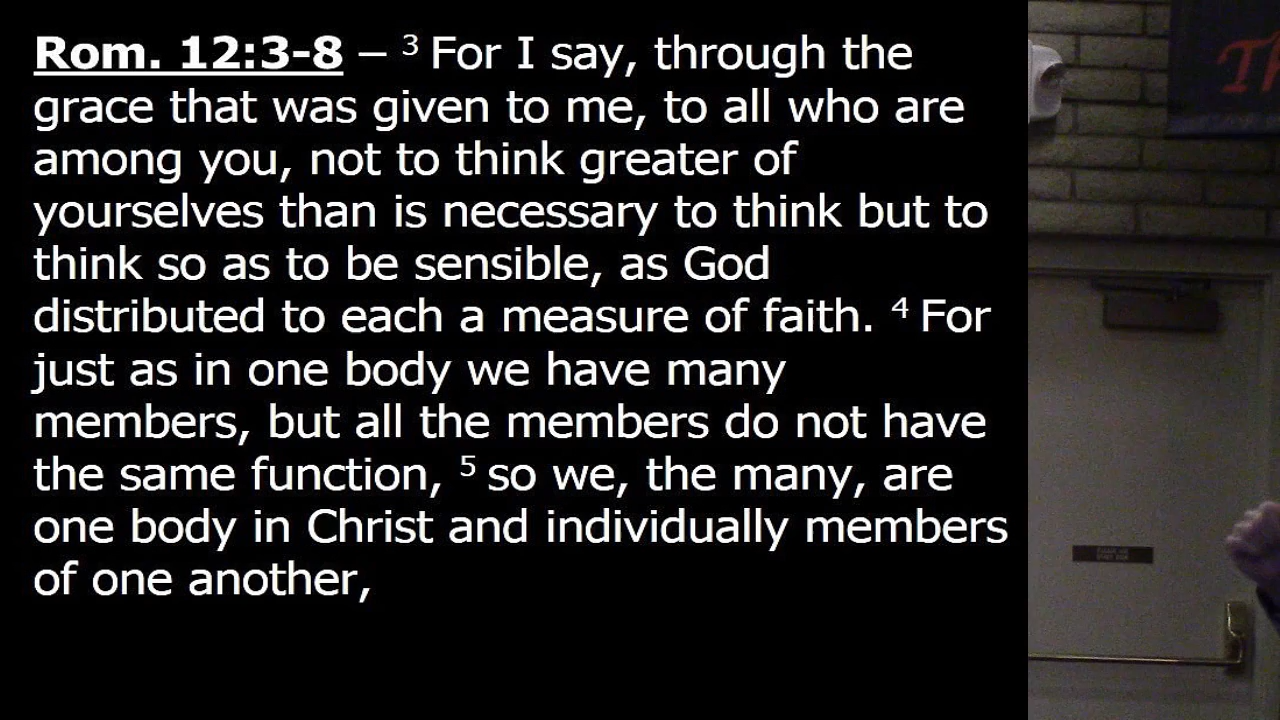 Rom. 12:3-8 – ³ For I say, through the
grace that was given to me, to all who are
among you, not to think greater of
yourselves than is necessary to think but to
think so as to be sensible, as God
distributed to each a measure of faith. ⁴ For
just as in one body we have many
members, but all the members do not have
the same function, ⁵ so we, the many, are
one body in Christ and individually members
of one another,